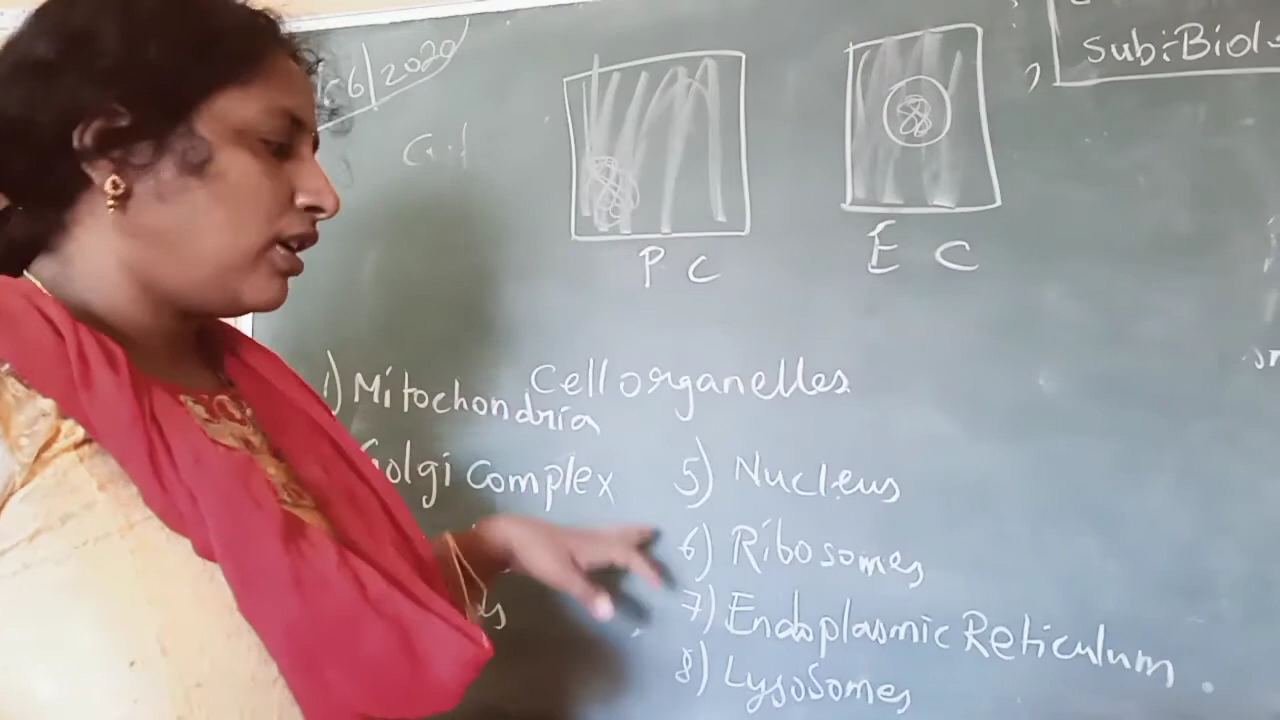 6/2020
Sub:-Biol
P C
E C
Cell organelles
1) Mitochondria
Golgi Complex
5) Nucleus
6) Ribosomes
7) Endoplasmic Reticulum
8) Lysosomes